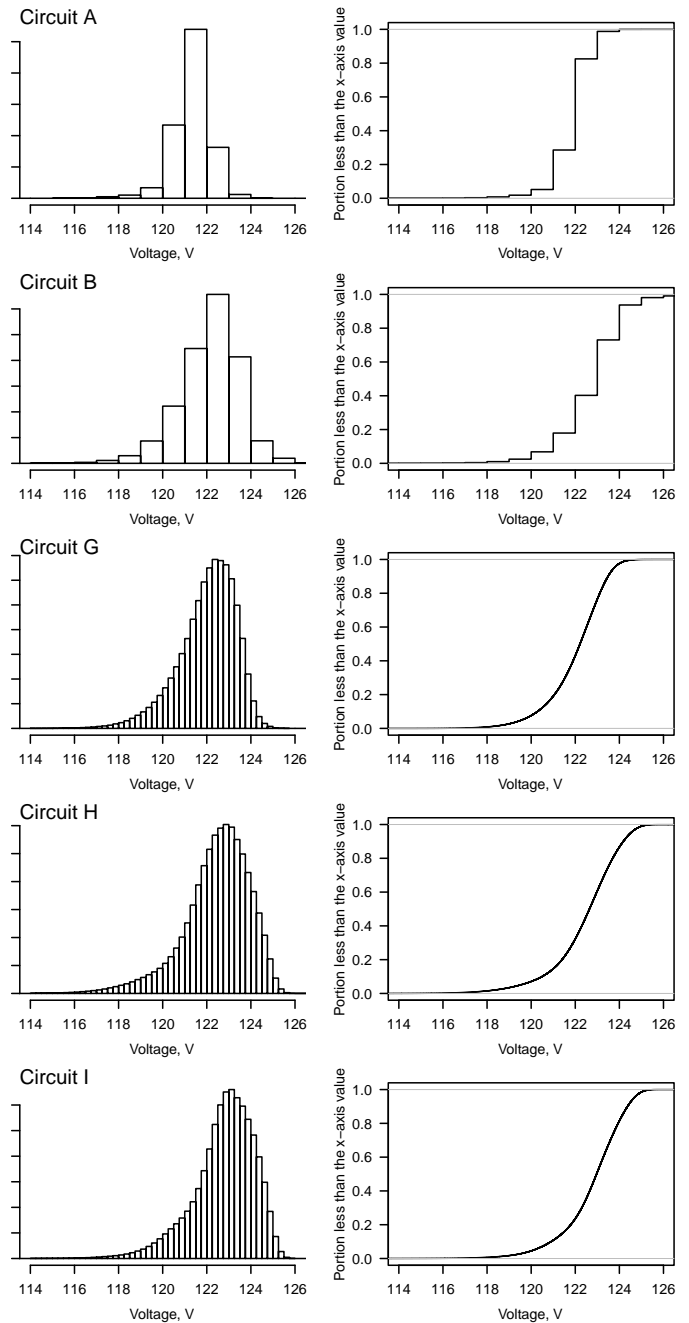 Circuit A
114 116 118 120 122 124 126
Voltage, V
Portion less than the x−axis value
1.0
0.8
0.6
0.4
0.2
0.0
114 116 118 120 122 124 126
Voltage, V
Circuit B
114 116 118 120 122 124 126
Voltage, V
Portion less than the x−axis value
1.0
0.8
0.6
0.4
0.2
0.0
114 116 118 120 122 124 126
Voltage, V
Circuit G
114 116 118 120 122 124 126
Voltage, V
Portion less than the x−axis value
1.0
0.8
0.6
0.4
0.2
0.0
114 116 118 120 122 124 126
Voltage, V
Circuit H
114 116 118 120 122 124 126
Voltage, V
Portion less than the x−axis value
1.0
0.8
0.6
0.4
0.2
0.0
114 116 118 120 122 124 126
Voltage, V
Circuit I
114 116 118 120 122 124 126
Voltage, V
Portion less than the x−axis value
1.0
0.8
0.6
0.4
0.2
0.0
114 116 118 120 122 124 126
Voltage, V